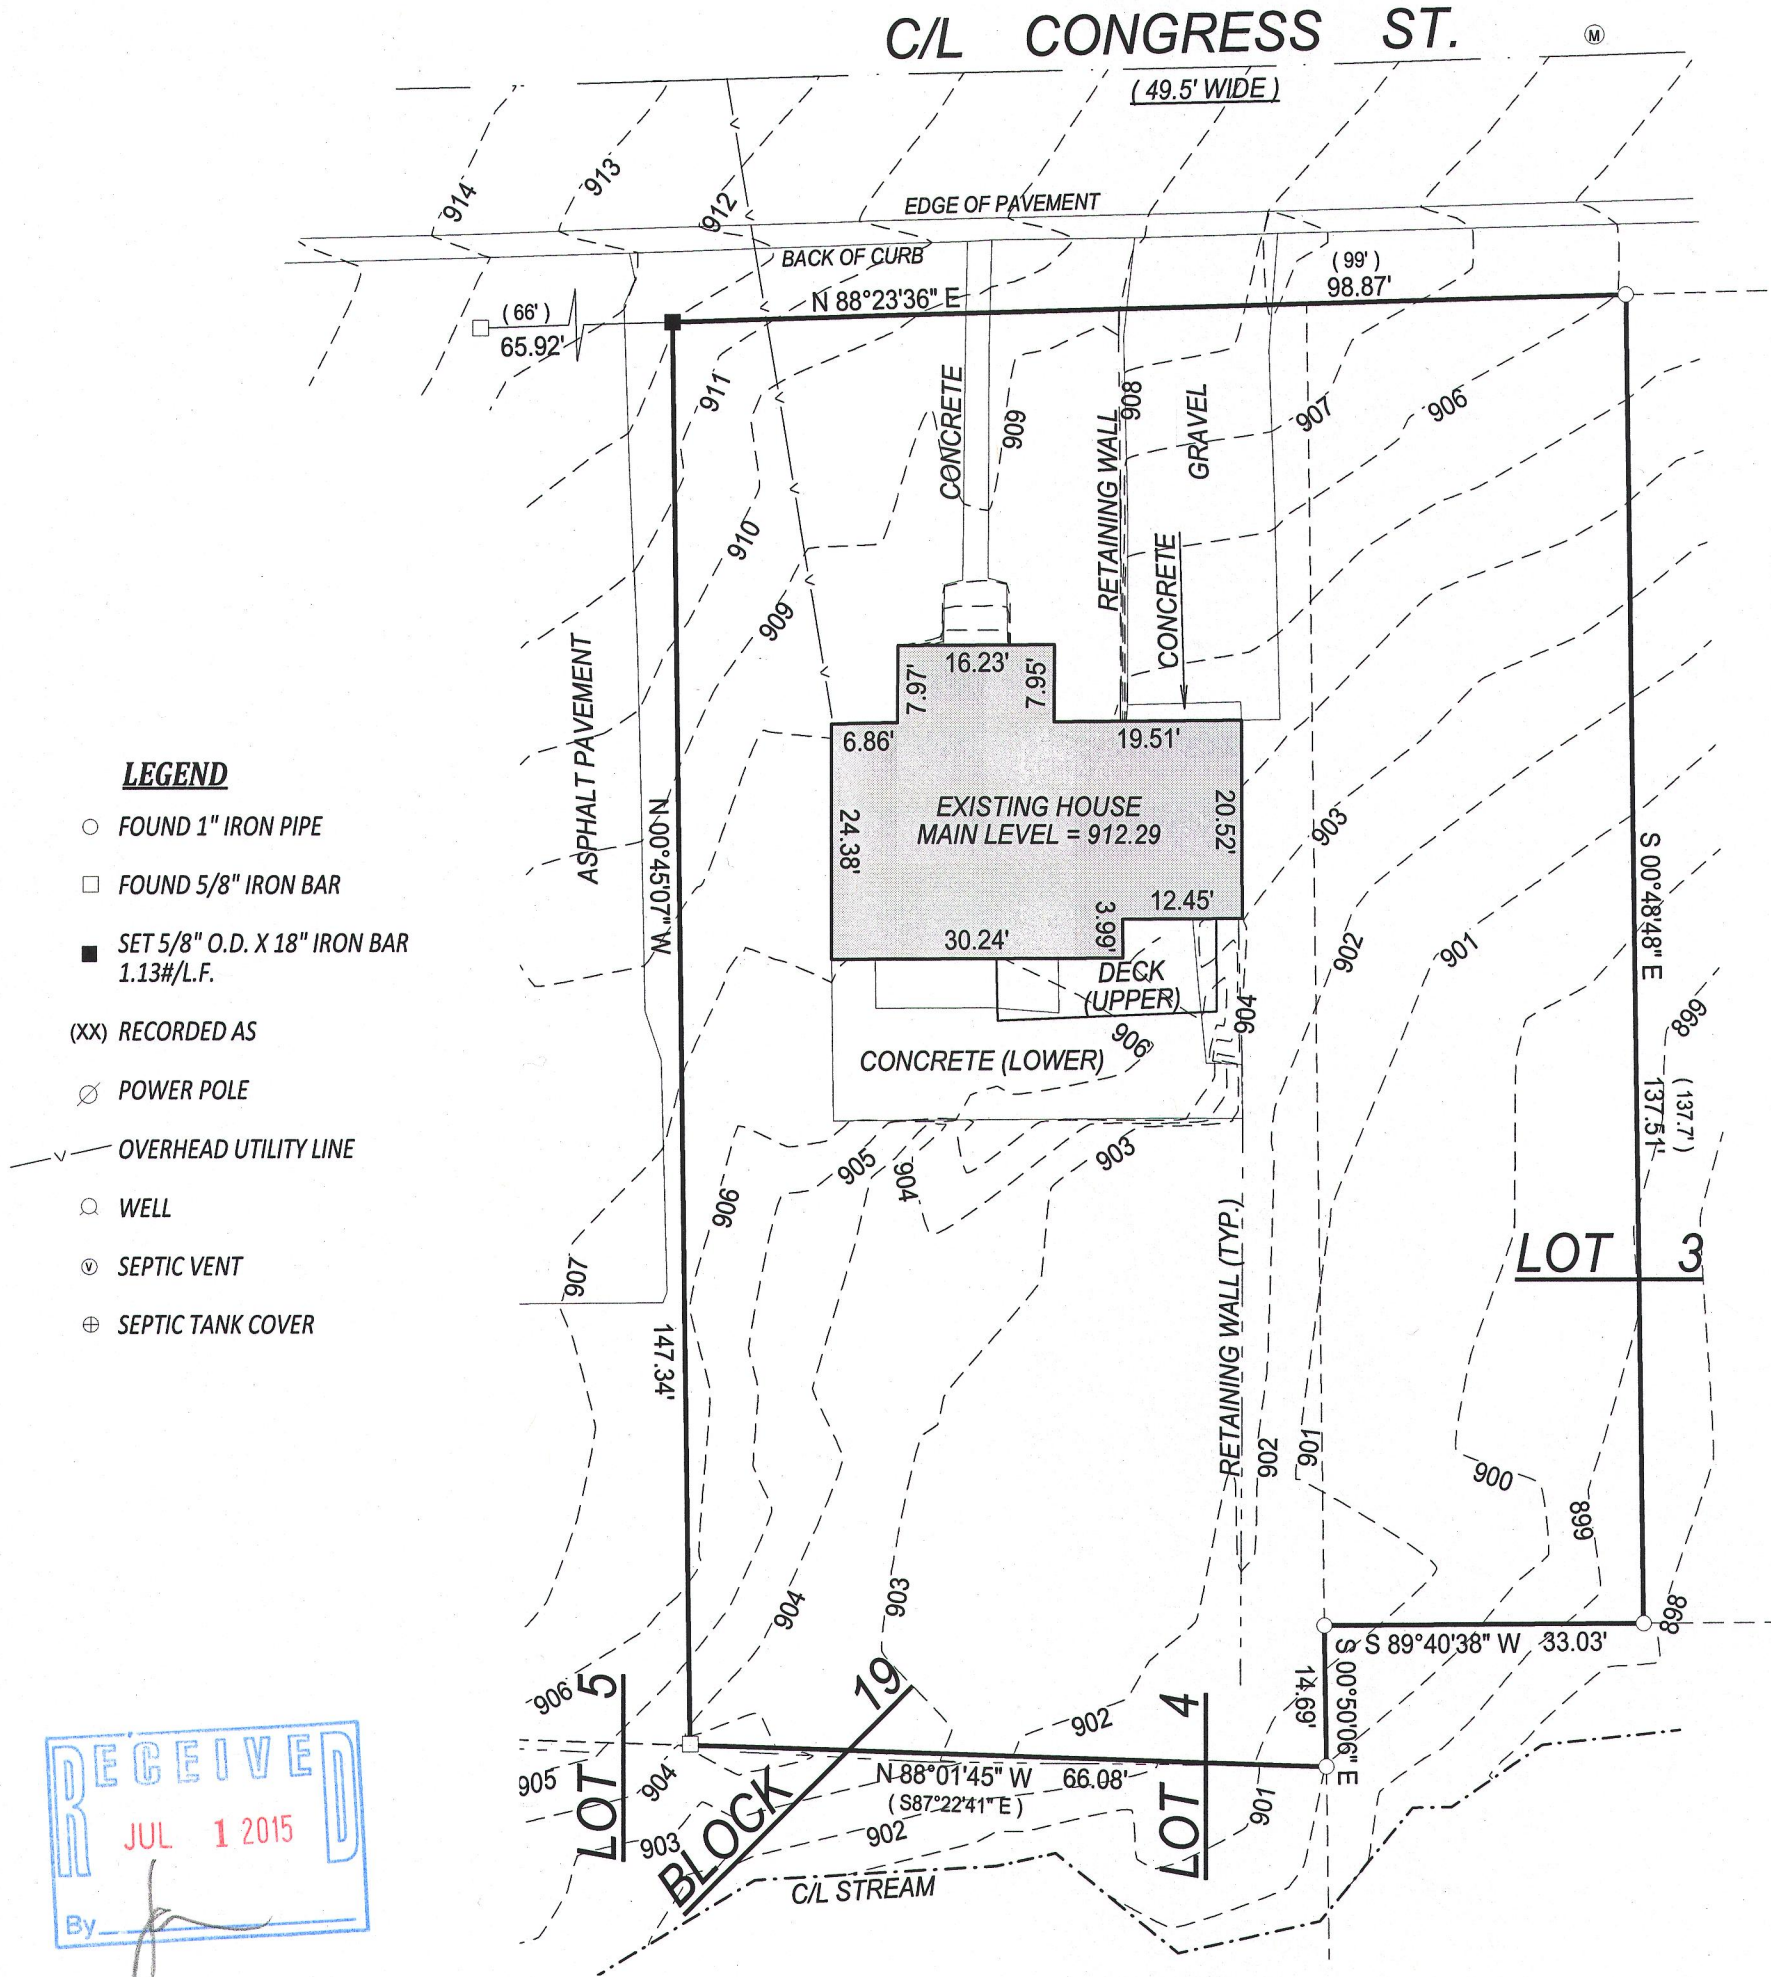 C/L CONGRESS ST.
M
( 49.5' WIDE )
914
913
912
EDGE OF PAVEMENT
BACK OF CURB
( 66' )
65.92'
N 88°23'36" E
( 99' )
98.87'
911
CONCRETE
909
RETAINING WALL
908
GRAVEL
907
906
910
909
CONCRETE
ASPHALT PAVEMENT
N 00°45'07" W
147.34'
16.23'
7.97'
7.95'
6.86'
19.51'
EXISTING HOUSE
MAIN LEVEL = 912.29
24.38'
20.52'
12.45'
3.99'
30.24'
DECK
(UPPER)
906
904
CONCRETE (LOWER)
903
902
901
S 00°48'48" E
899
( 137.7' )
137.51'
LEGEND
FOUND 1" IRON PIPE
FOUND 5/8" IRON BAR
SET 5/8" O.D. X 18" IRON BAR
1.13#/L.F.
(XX) RECORDED AS
POWER POLE
OVERHEAD UTILITY LINE
WELL
V SEPTIC VENT
SEPTIC TANK COVER
907
906
905
904
903
RETAINING WALL (TYP.)
LOT 3
902
901
900
899
898
904
903
S 89°40'38" W 33.03'
S 00°50'06" E
14.69'
906
905
904
903
LOT 5
BLOCK 19
902
N 88°01'45" W 66.08'
( S87°22'41" E )
902
LOT 4
901
C/L STREAM
RECEIVED
JUL 1 2015
By